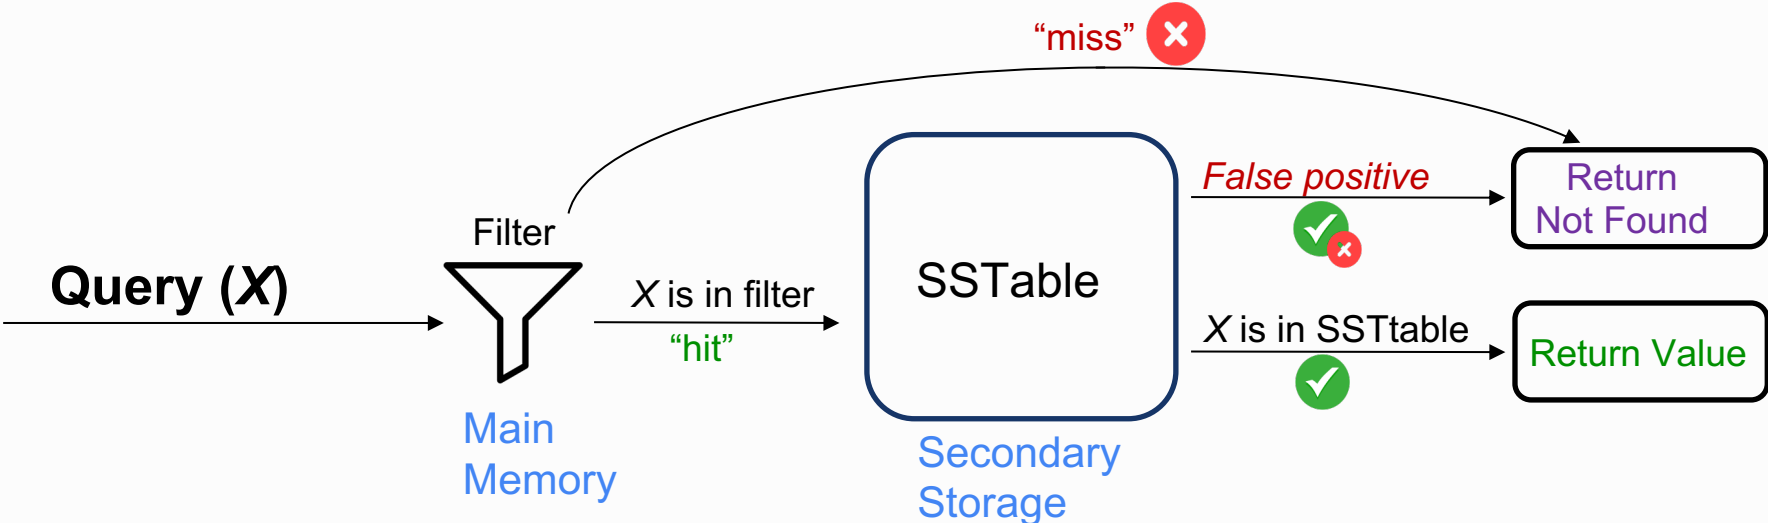 “miss”
False positive
Return
Not Found
Filter
Query (X)
X is in filter
“hit”
SSTable
X is in SSTtable
Return Value
Main
Memory
Secondary
Storage